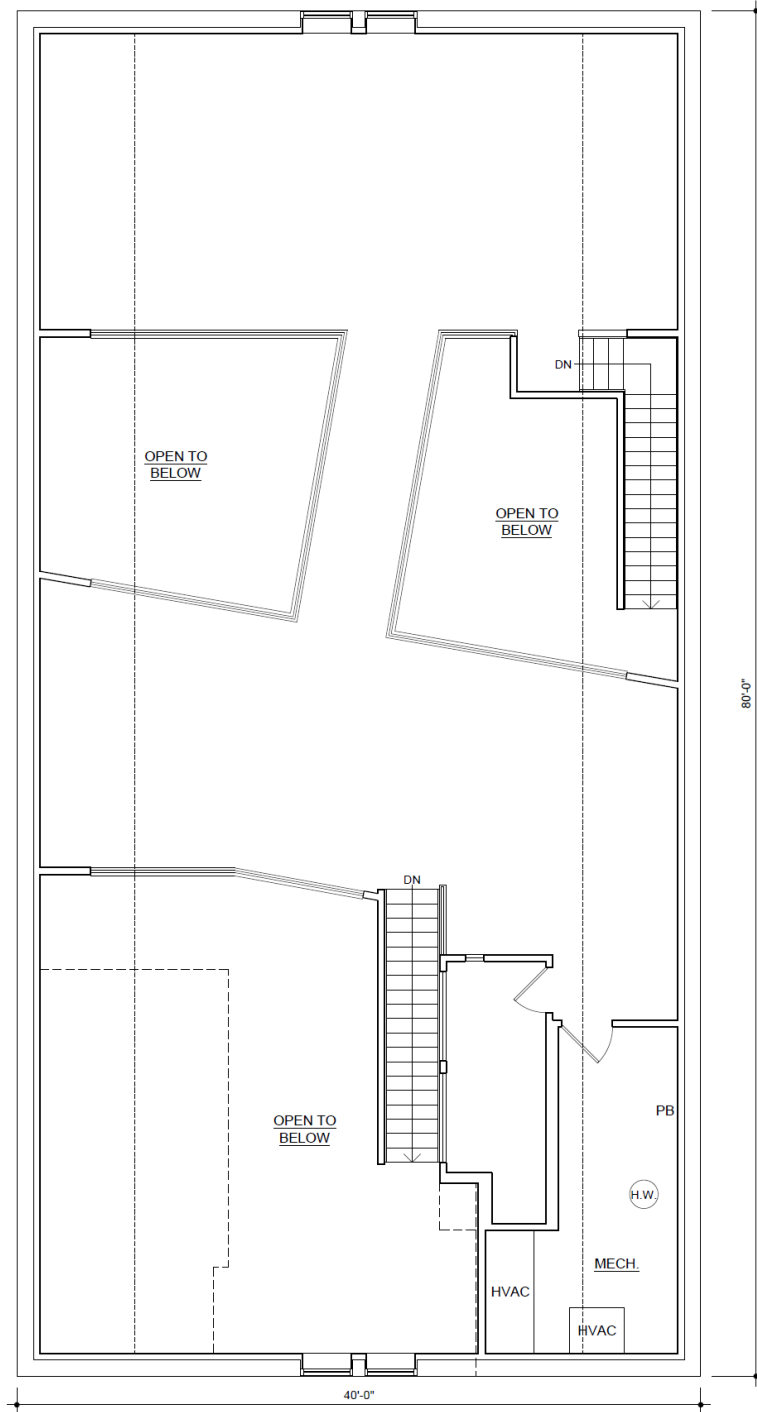 DN
OPEN TO
BELOW
OPEN TO
BELOW
80'-0"
DN
PB
OPEN TO
BELOW
H.W.
MECH.
HVAC
HVAC
40'-0"